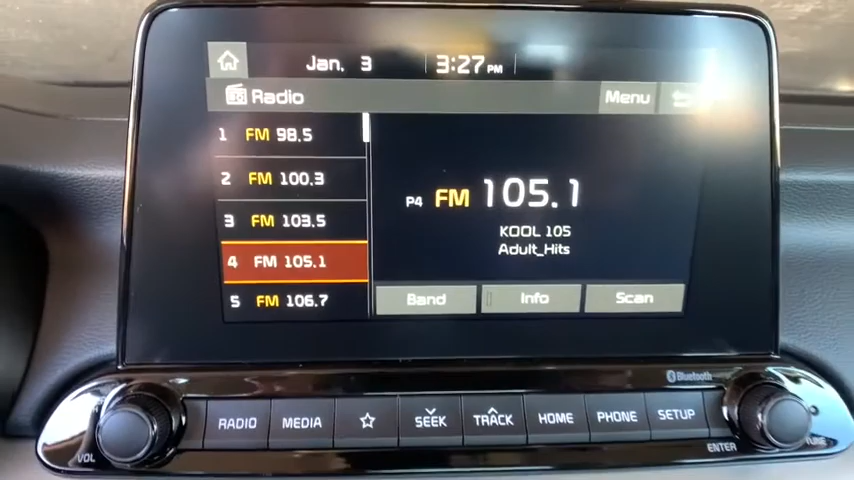 Jan. 3 3:27 PM
Radio Menu
1 FM 98.5
2 FM 100.3
3 FM 103.5
4 FM 105.1
5 FM 106.7
P4 FM 105.1
KOOL 105
Adult_Hits
Band Info Scan
Bluetooth
RADIO MEDIA SEEK TRACK HOME PHONE SETUP
VOL ENTER TUNE